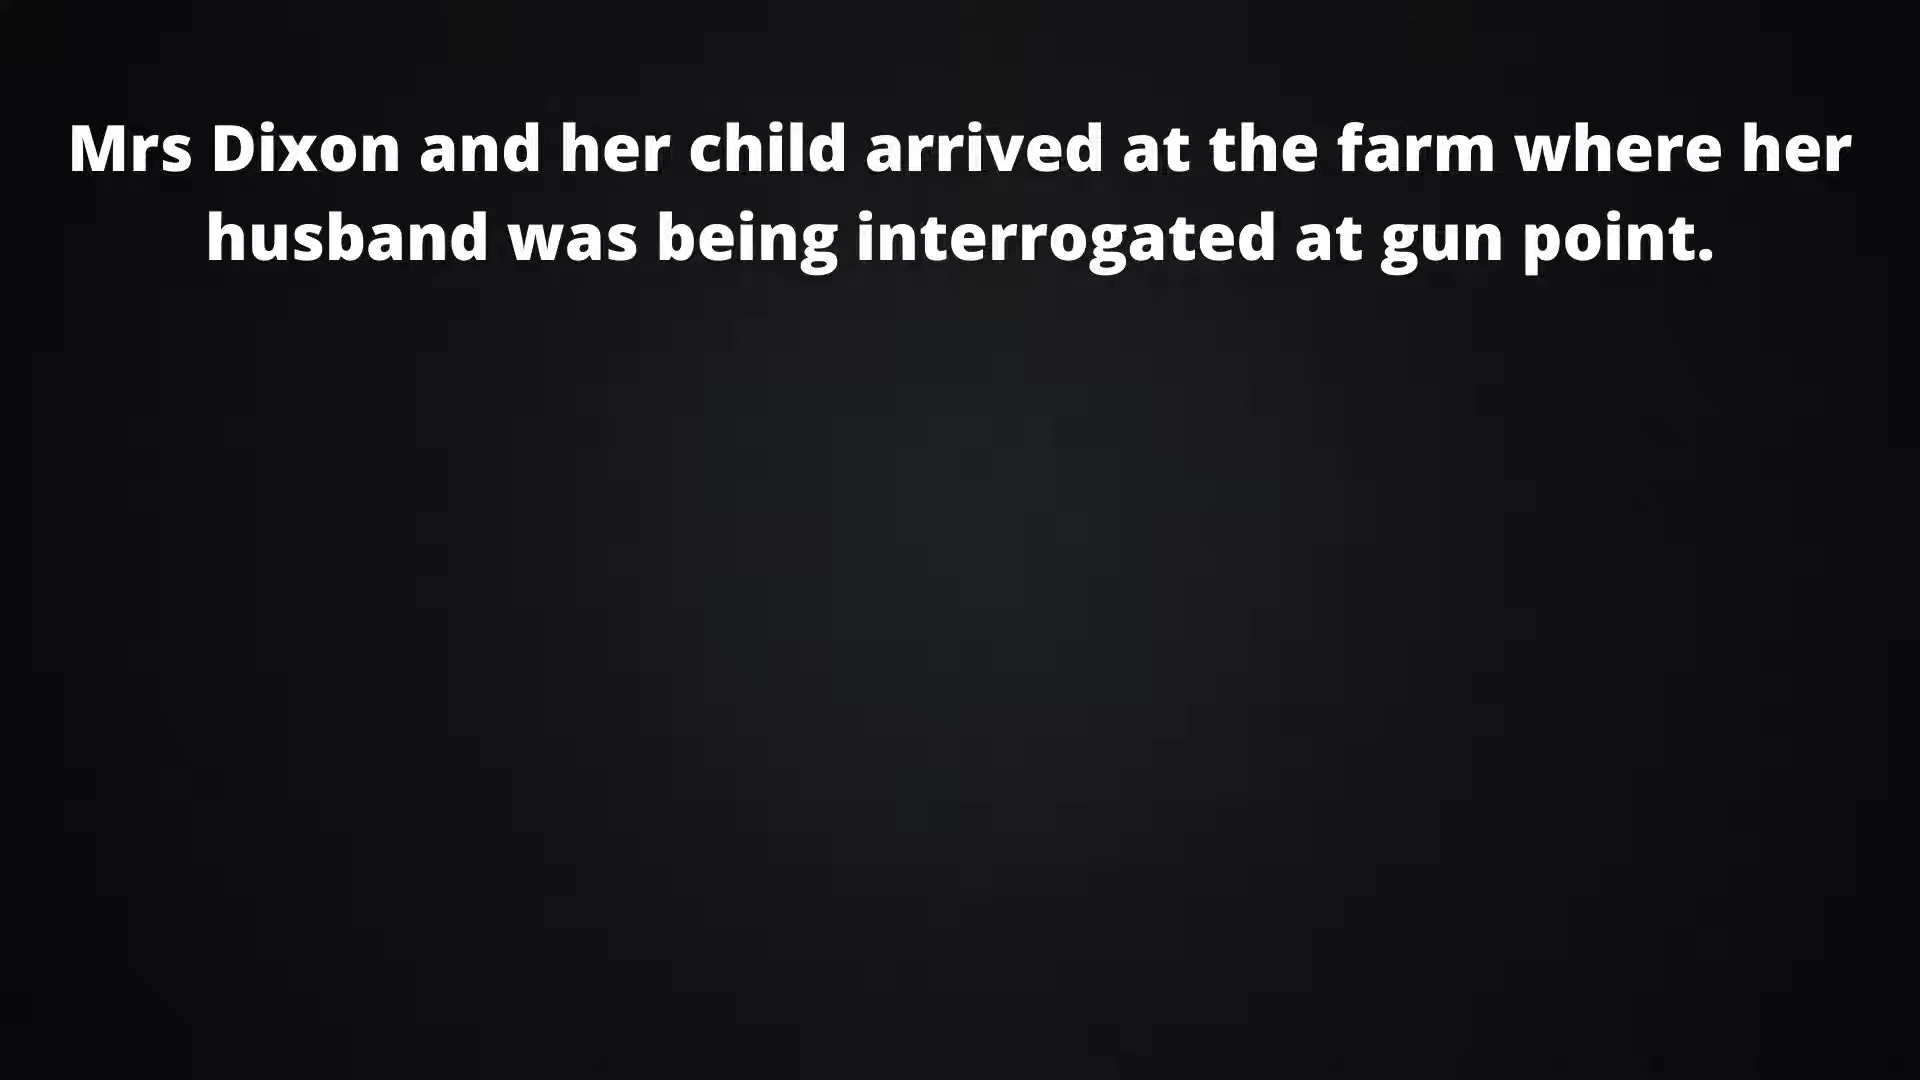 Mrs Dixon and her child arrived at the farm where her
husband was being interrogated at gun point.